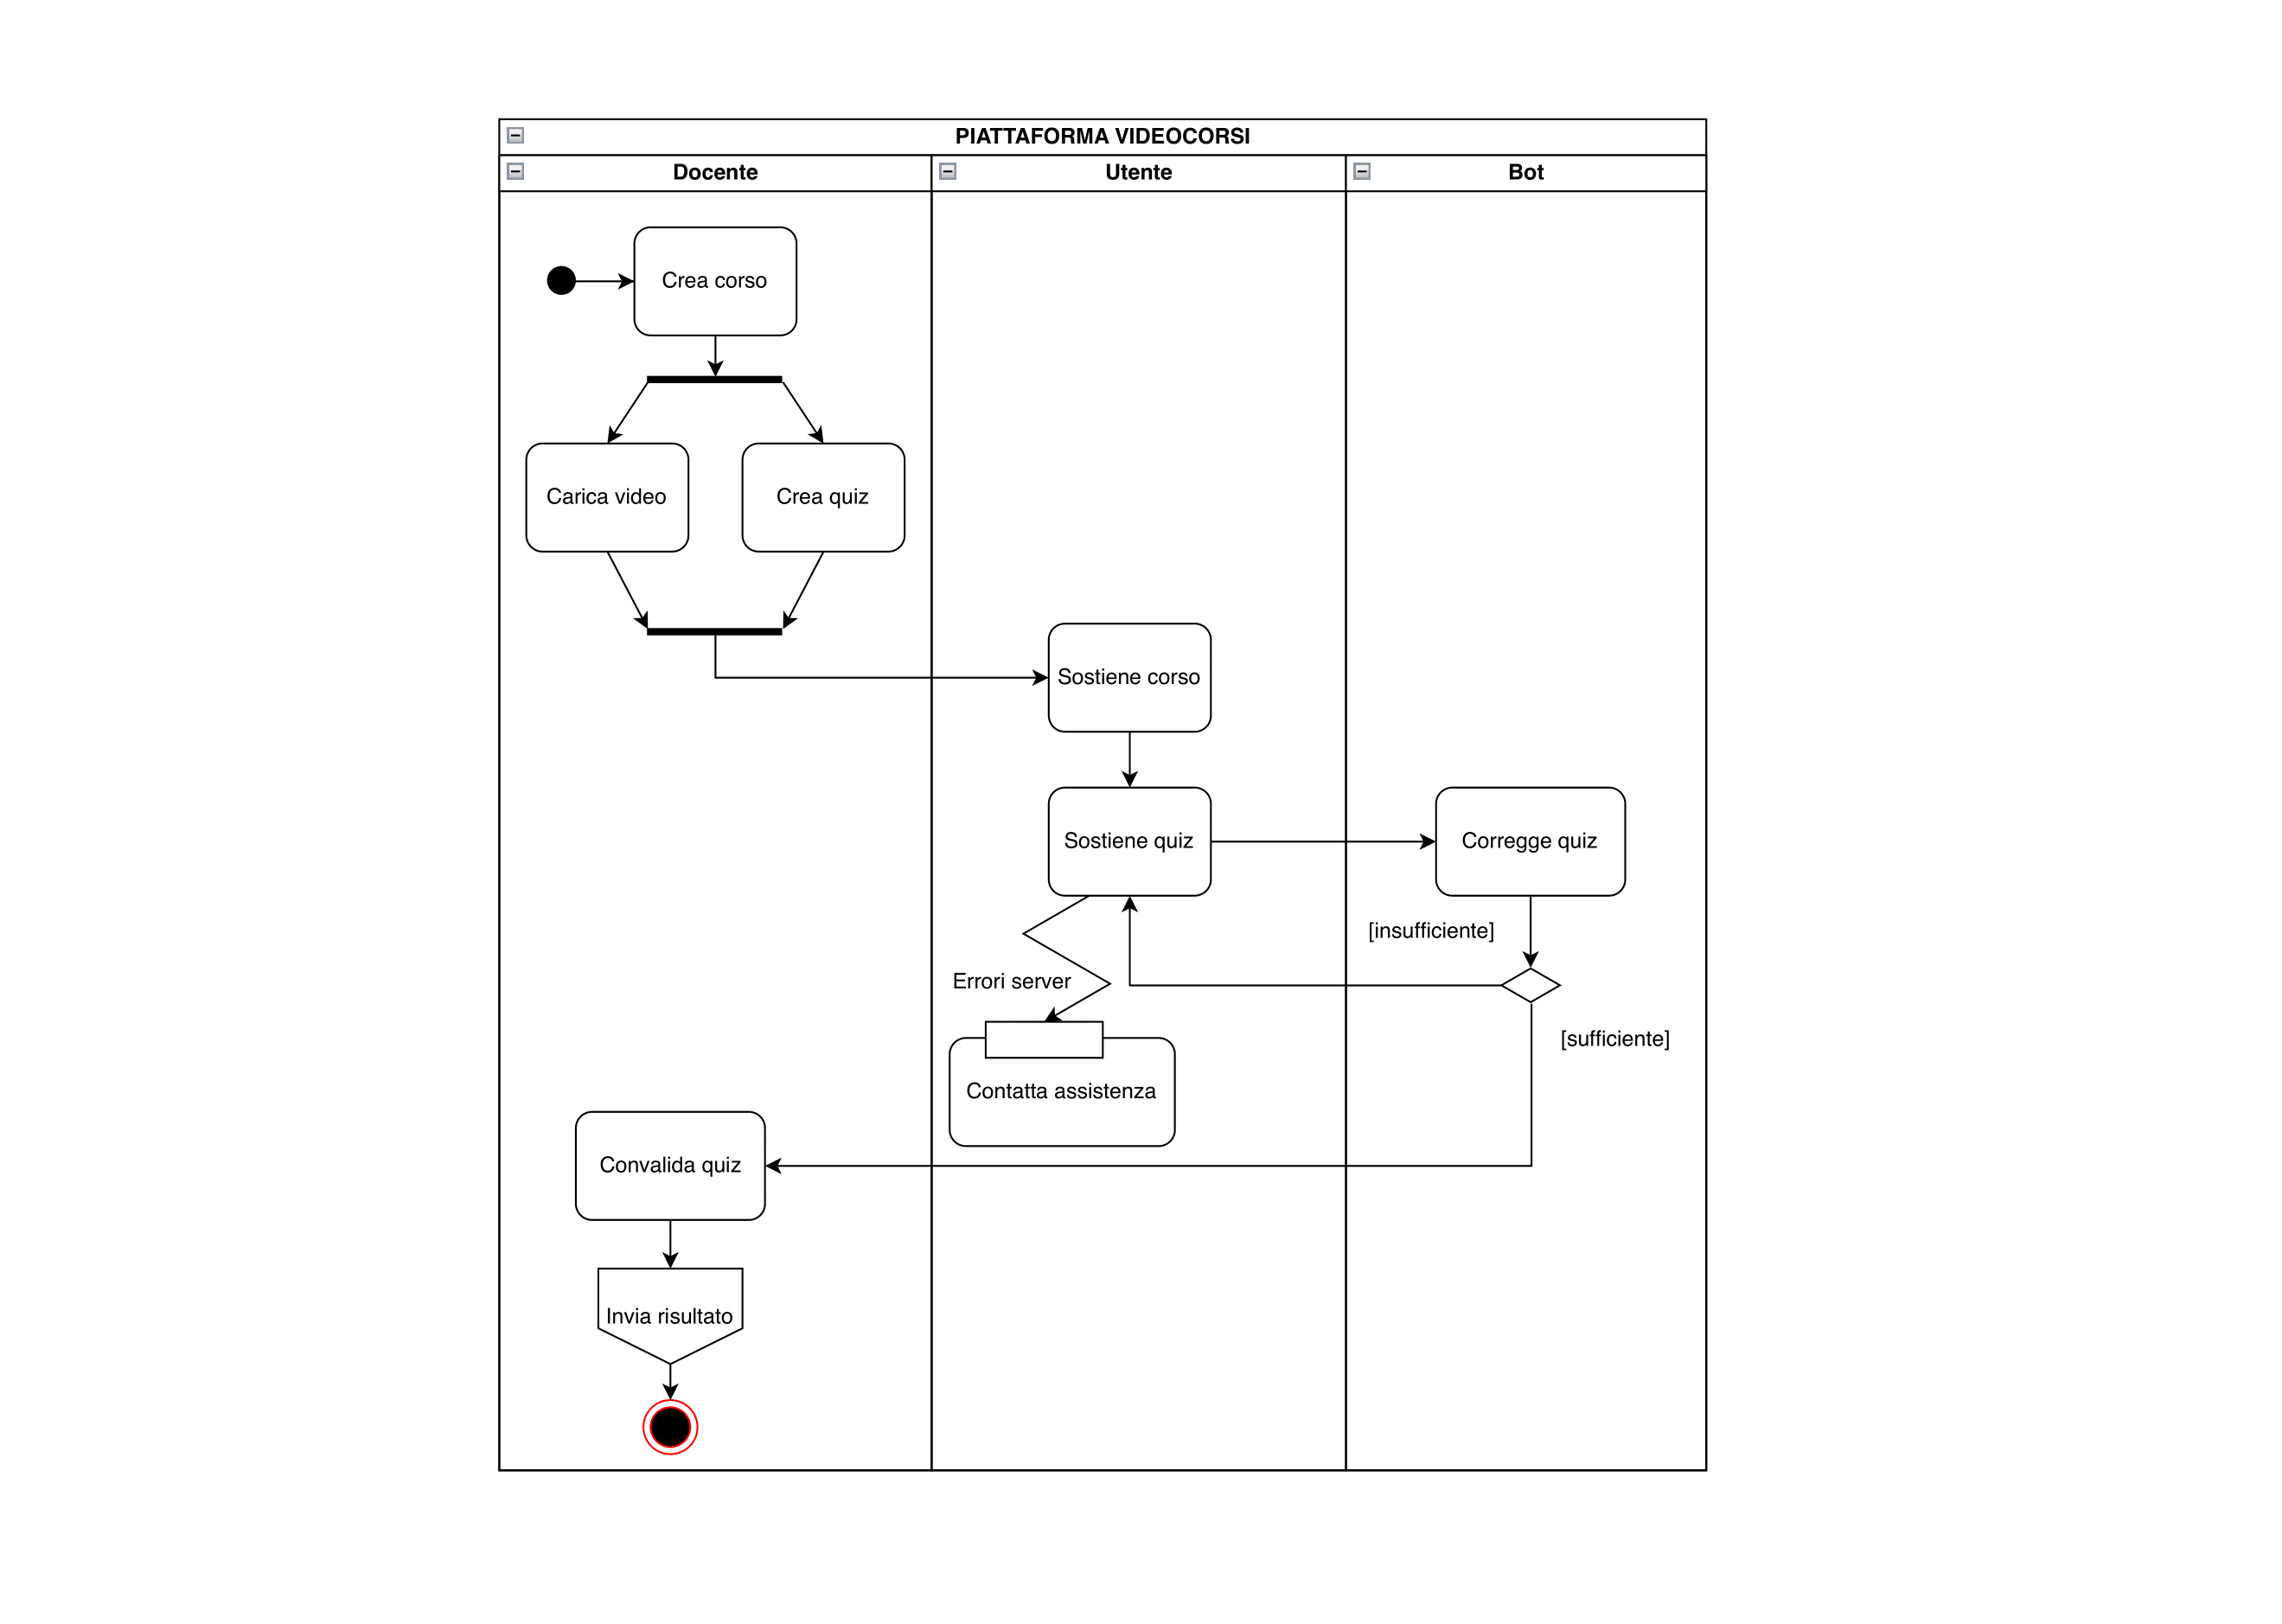 PIATTAFORMA VIDEOCORSI
Docente
Utente
Bot
Crea corso
Carica video
Crea quiz
Sostiene corso
Sostiene quiz
Corregge quiz
[insufficiente]
Errori server
[sufficiente]
Contatta assistenza
Convalida quiz
Invia risultato